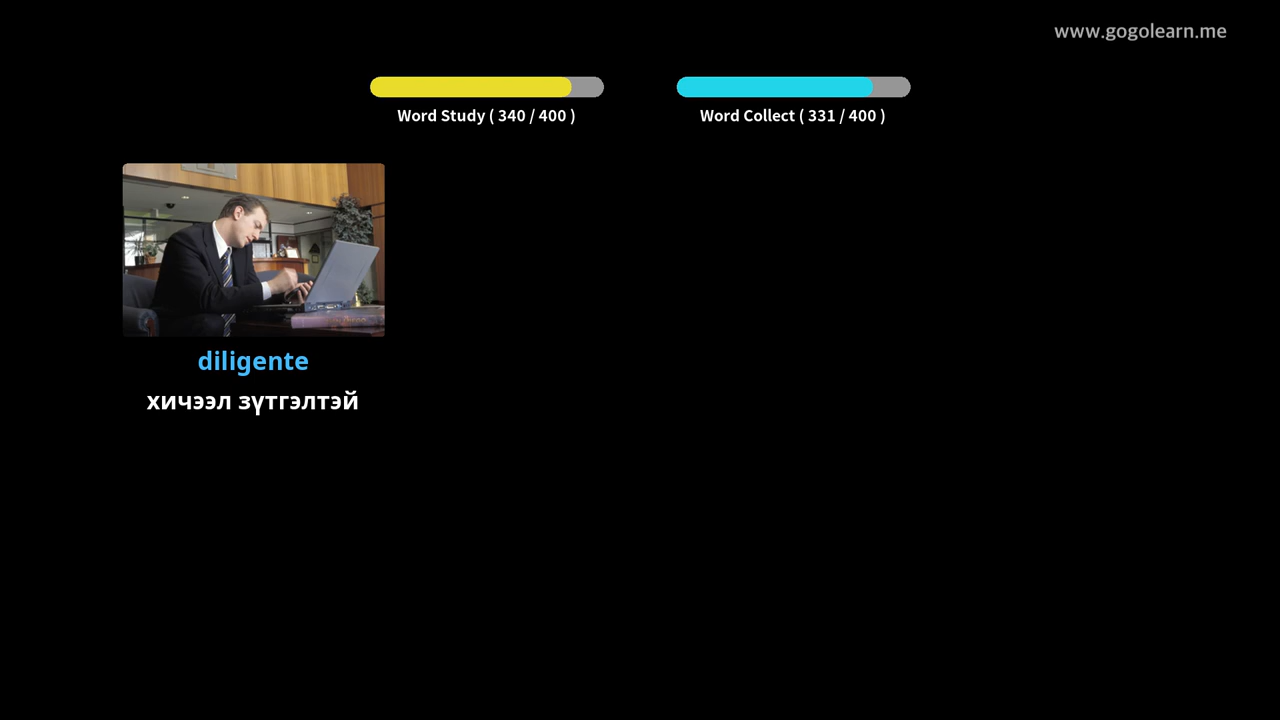 www.gogolearn.me
Word Study ( 340 / 400 )
Word Collect ( 331 / 400 )
diligente
хичээл зүтгэлтэй